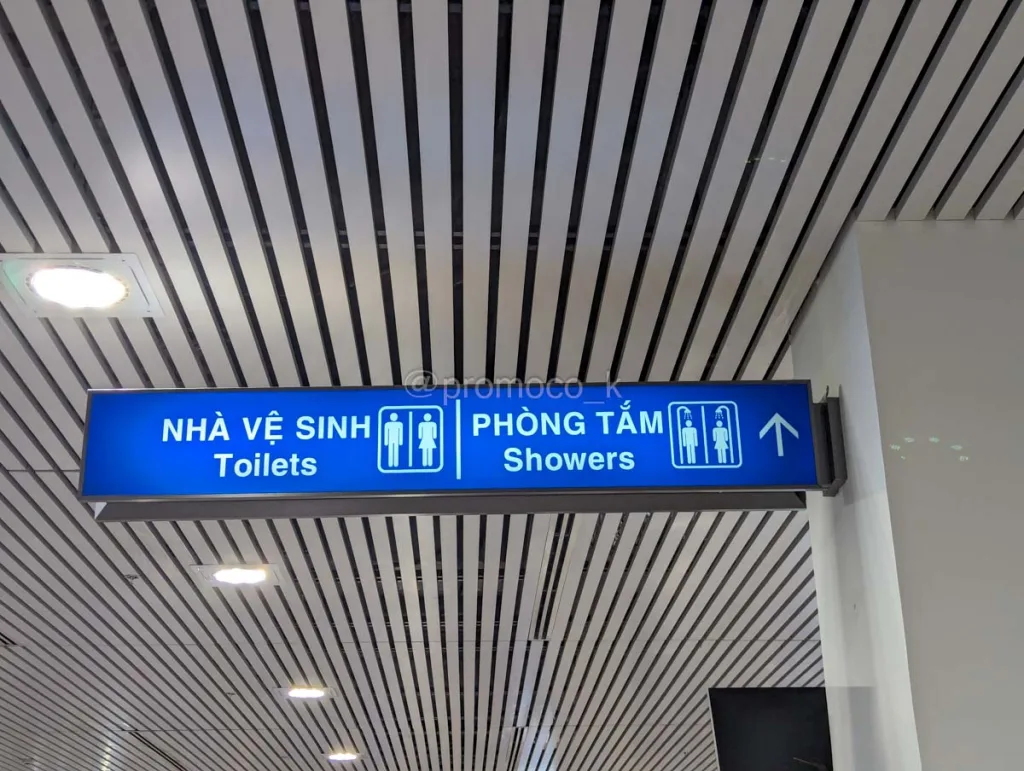 @promoco_k
NHÀ VỆ SINH
Toilets
PHÒNG TẮM
Showers